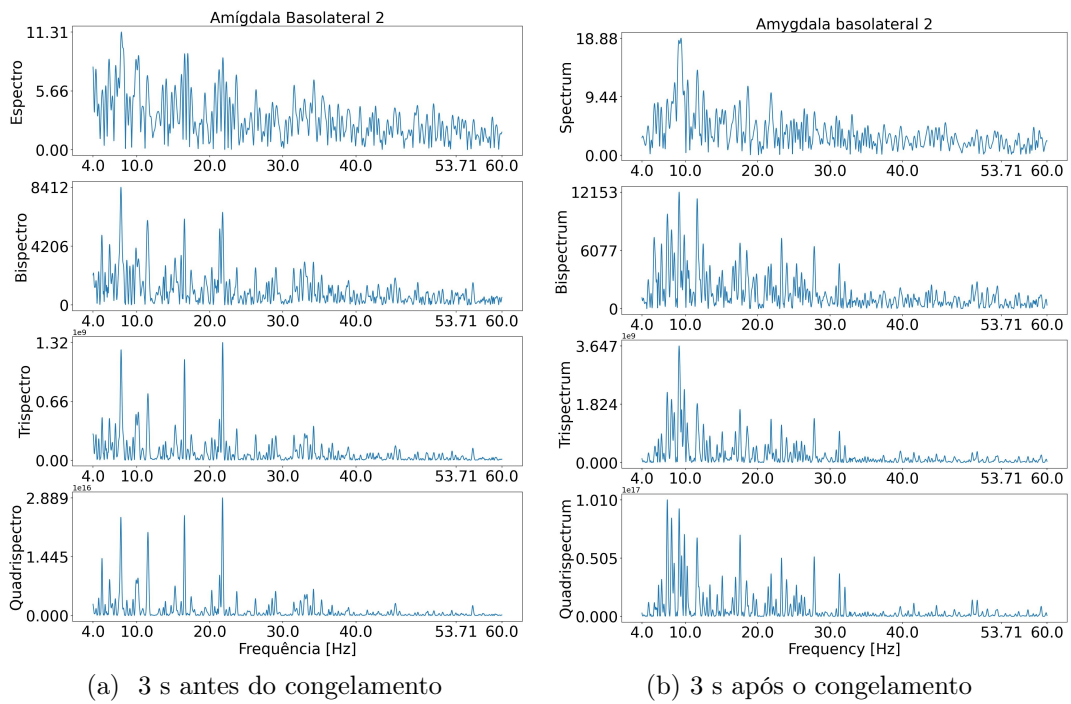 Amígdala Basolateral 2
11.31
5.66
0.00
Espectro
4.0 10.0 20.0 30.0 40.0 53.71 60.0
8412
4206
0
Bispectro
4.0 10.0 20.0 30.0 40.0 53.71 60.0
1e9
1.32
0.66
0.00
Trispectro
4.0 10.0 20.0 30.0 40.0 53.71 60.0
1e16
2.889
1.445
0.000
Quadrispectro
4.0 10.0 20.0 30.0 40.0 53.71 60.0
Frequência [Hz]
(a) 3 s antes do congelamento
Amygdala basolateral 2
18.88
9.44
0.00
Spectrum
4.0 10.0 20.0 30.0 40.0 53.71 60.0
12153
6077
0
Bispectrum
4.0 10.0 20.0 30.0 40.0 53.71 60.0
1e9
3.647
1.824
0.000
Trispectrum
4.0 10.0 20.0 30.0 40.0 53.71 60.0
1e17
1.010
0.505
0.000
Quadrispectrum
4.0 10.0 20.0 30.0 40.0 53.71 60.0
Frequency [Hz]
(b) 3 s após o congelamento